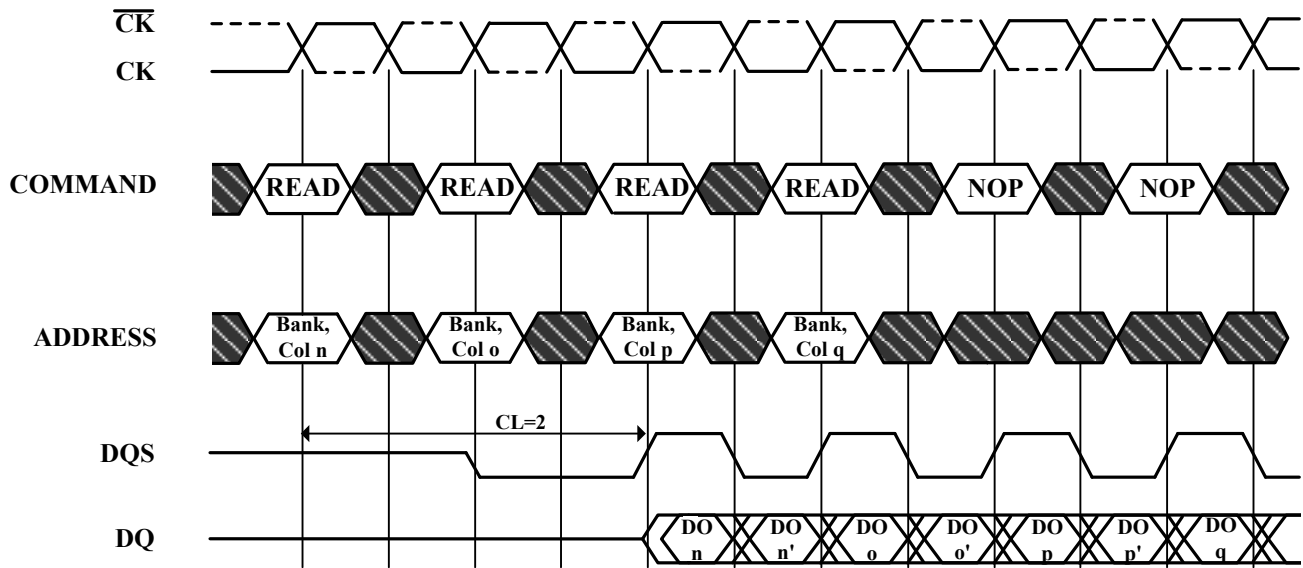 CK
CK
COMMAND
READ
READ
READ
READ
NOP
NOP
ADDRESS
Bank,
Col n
Bank,
Col o
Bank,
Col p
Bank,
Col q
CL=2
DQS
DQ
DO
n
DO
n'
DO
o
DO
o'
DO
p
DO
p'
DO
q